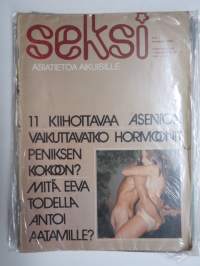 seksi
ASIATIETOA AIKUISILLE
11 KIIHOTTAVAA ASENTOA
VAIKUTTAVATKO HORMOONIT
PENIKSEN
KOKOON?
MITÄ EEVA
TODELLA
ANTOI
AATAMILLE?